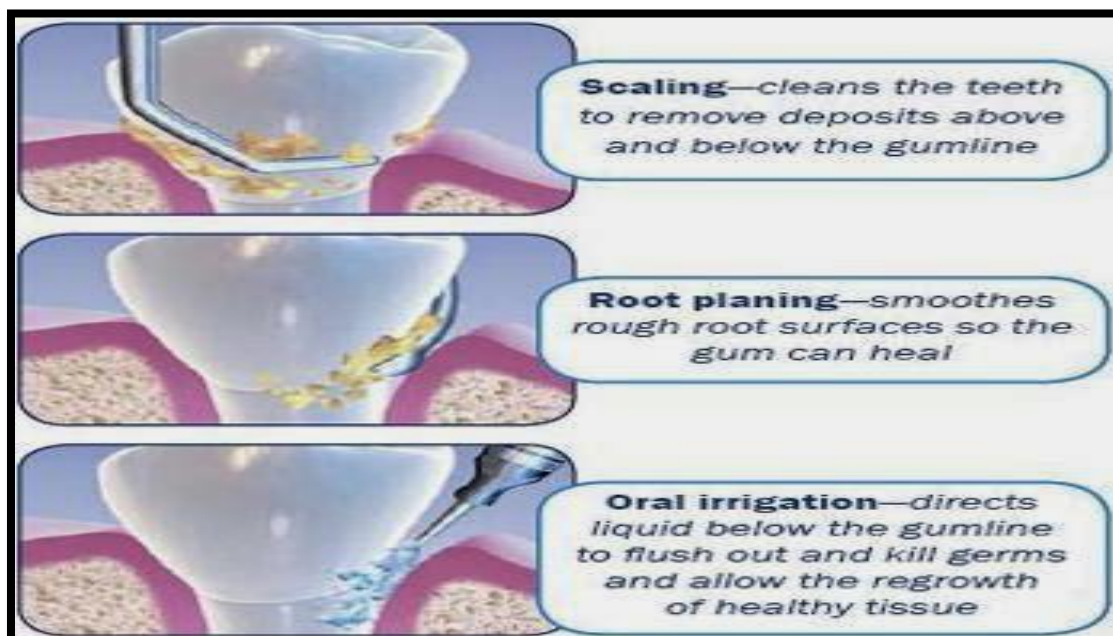 Scaling—cleans the teeth
to remove deposits above
and below the gumline
Root planing—smoothes
rough root surfaces so the
gum can heal
Oral irrigation—directs
liquid below the gumline
to flush out and kill germs
and allow the regrowth
of healthy tissue